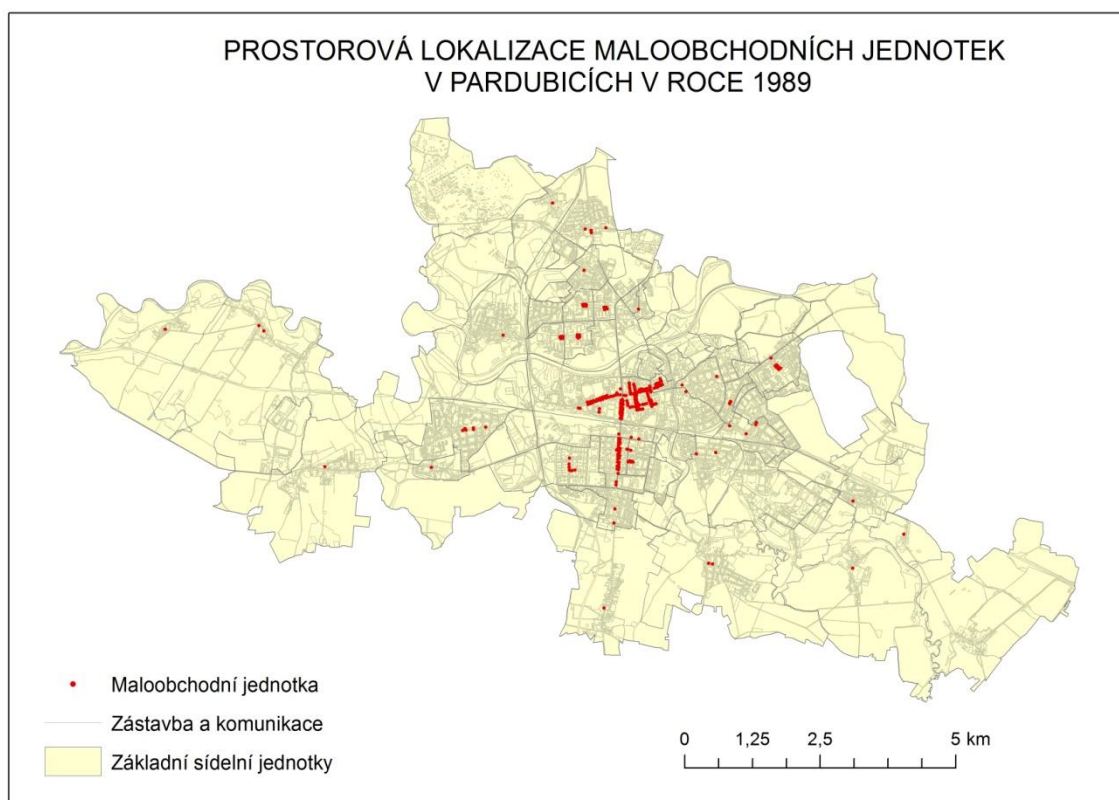 PROSTOROVÁ LOKALIZACE MALOOBCHODNÍCH JEDNOTEK
V PARDUBICÍCH V ROCE 1989
Maloobchodní jednotka
Zástavba a komunikace
Základní sídelní jednotky
0 1,25 2,5 5 km